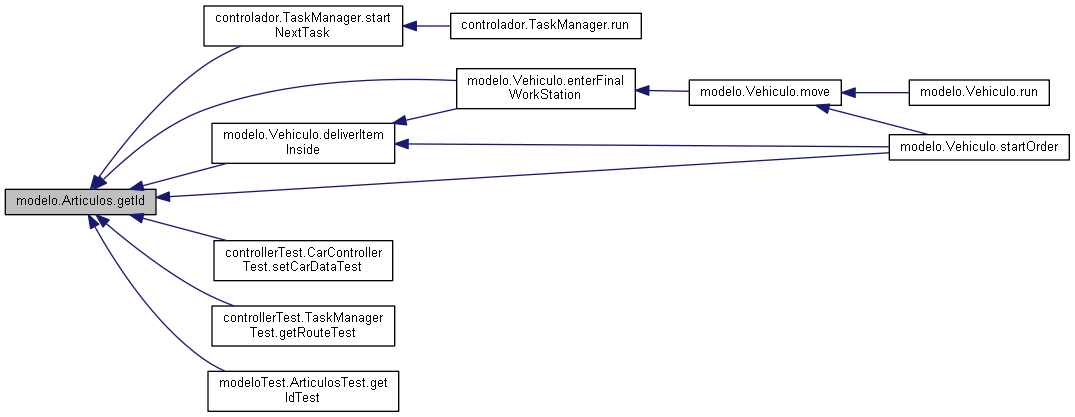 controlador.TaskManager.start
NextTask
controlador.TaskManager.run
modelo.Vehiculo.enterFinal
WorkStation
modelo.Vehiculo.move
modelo.Vehiculo.run
modelo.Vehiculo.deliverItem
Inside
modelo.Vehiculo.startOrder
modelo.Articulos.getId
controllerTest.CarController
Test.setCarDataTest
controllerTest.TaskManager
Test.getRouteTest
modeloTest.ArticulosTest.get
IdTest